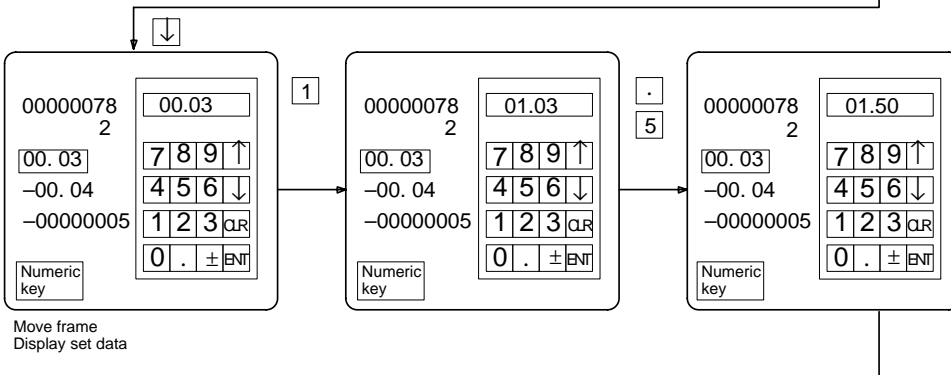 ↓
00000078
2
00. 03
–00. 04
–00000005
Numeric
key
00.03
7 8 9 ↑
4 5 6 ↓
1 2 3 CLR
0 . ± ENT
Move frame
Display set data
1
00000078
2
00. 03
–00. 04
–00000005
Numeric
key
01.03
7 8 9 ↑
4 5 6 ↓
1 2 3 CLR
0 . ± ENT
.
5
00000078
2
00. 03
–00. 04
–00000005
Numeric
key
01.50
7 8 9 ↑
4 5 6 ↓
1 2 3 CLR
0 . ± ENT